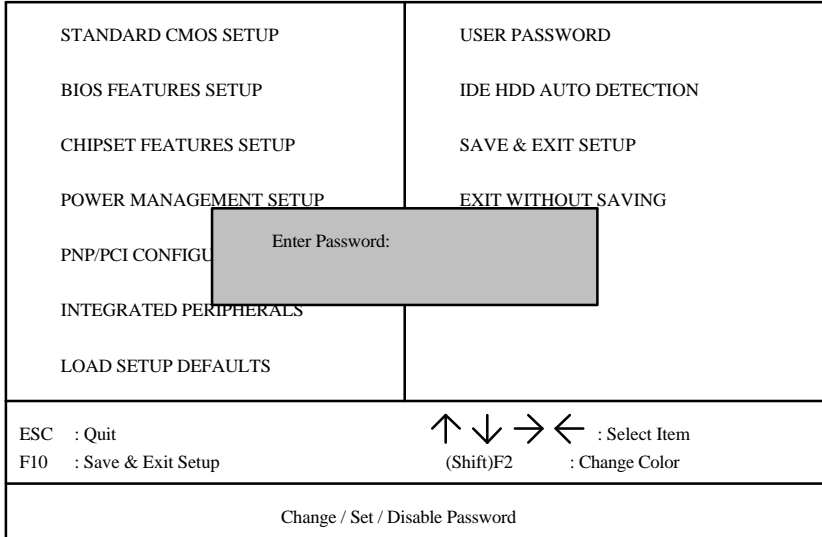 STANDARD CMOS SETUP
BIOS FEATURES SETUP
CHIPSET FEATURES SETUP
POWER MANAGEMENT SETUP
PNP/PCI CONFIGU
INTEGRATED PERIPHERALS
LOAD SETUP DEFAULTS
USER PASSWORD
IDE HDD AUTO DETECTION
SAVE & EXIT SETUP
EXIT WITHOUT SAVING
Enter Password:
ESC : Quit
↑ ↓ → ← : Select Item
F10 : Save & Exit Setup
(Shift)F2 : Change Color
Change / Set / Disable Password